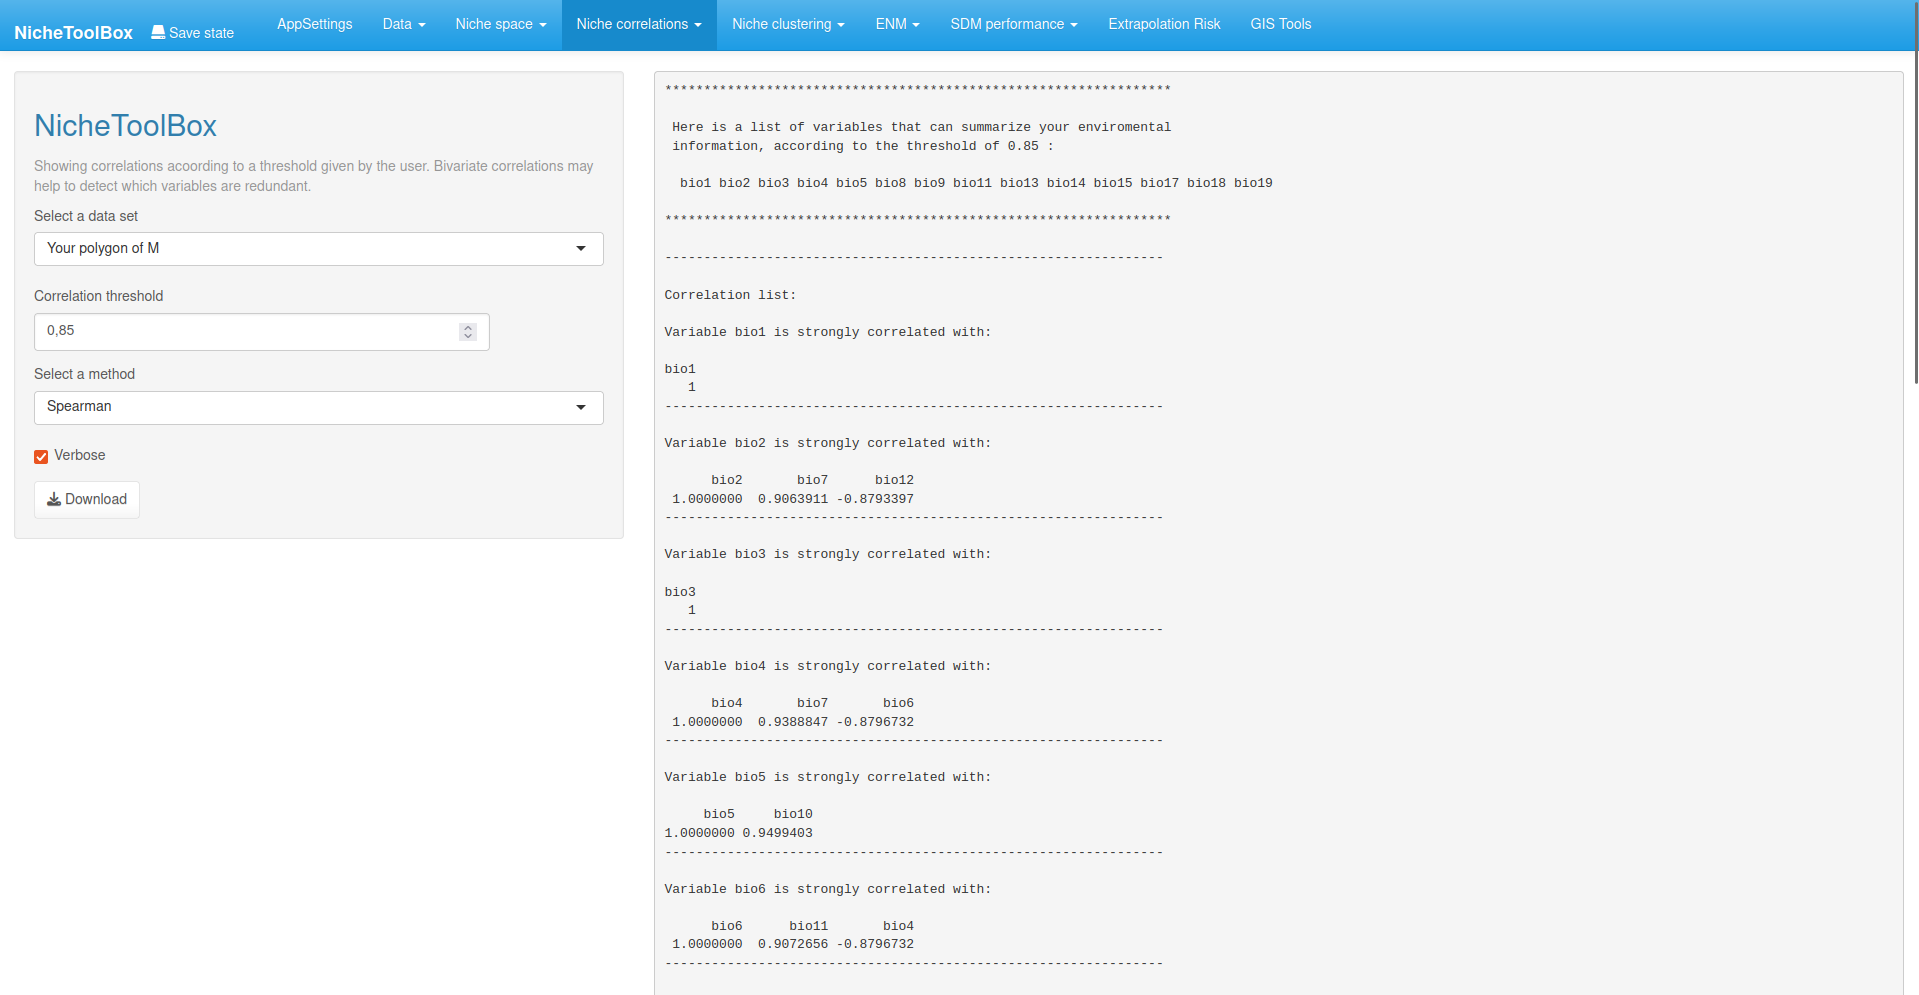 NicheToolBox Save state AppSettings Data Niche space Niche correlations Niche clustering ENM SDM performance Extrapolation Risk GIS Tools
NicheToolBox
Showing correlations acoording to a threshold given by the user. Bivariate correlations may
help to detect which variables are redundant.
Select a data set
Your polygon of M
Correlation threshold
0,85
Select a method
Spearman
Verbose
Download
*****************************************************************
Here is a list of variables that can summarize your enviromental
information, according to the threshold of 0.85 :
bio1 bio2 bio3 bio4 bio5 bio8 bio9 bio11 bio13 bio14 bio15 bio17 bio18 bio19
*****************************************************************
----------------------------------------------------------------
Correlation list:
Variable bio1 is strongly correlated with:
bio1
1
----------------------------------------------------------------
Variable bio2 is strongly correlated with:
bio2 bio7 bio12
1.0000000 0.9063911 -0.8793397
----------------------------------------------------------------
Variable bio3 is strongly correlated with:
bio3
1
----------------------------------------------------------------
Variable bio4 is strongly correlated with:
bio4 bio7 bio6
1.0000000 0.9388847 -0.8796732
----------------------------------------------------------------
Variable bio5 is strongly correlated with:
bio5 bio10
1.0000000 0.9499403
----------------------------------------------------------------
Variable bio6 is strongly correlated with:
bio6 bio11 bio4
1.0000000 0.9072656 -0.8796732
----------------------------------------------------------------